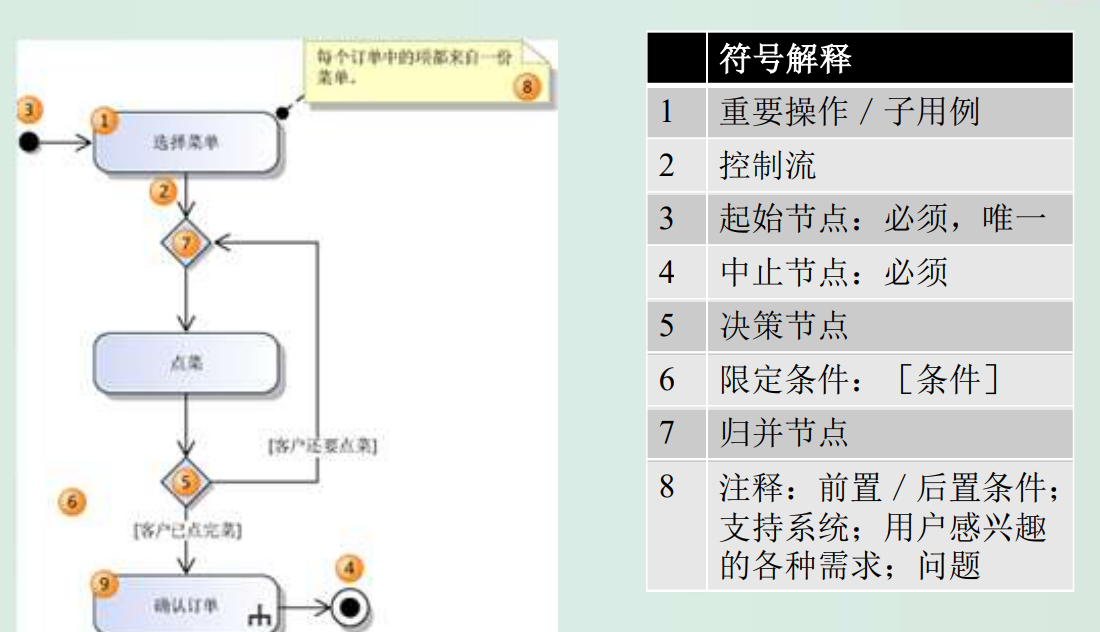 每个订单中的项都来自一份
菜单。
8
3
1
选择菜单
2
7
点菜
[客户还要点菜]
5
6
[客户已点完菜]
4
9
确认订单
符号解释
1 重要操作／子用例
2 控制流
3 起始节点：必须，唯一
4 中止节点：必须
5 决策节点
6 限定条件：［条件］
7 归并节点
8 注释：前置／后置条件；
支持系统；用户感兴趣
的各种需求；问题